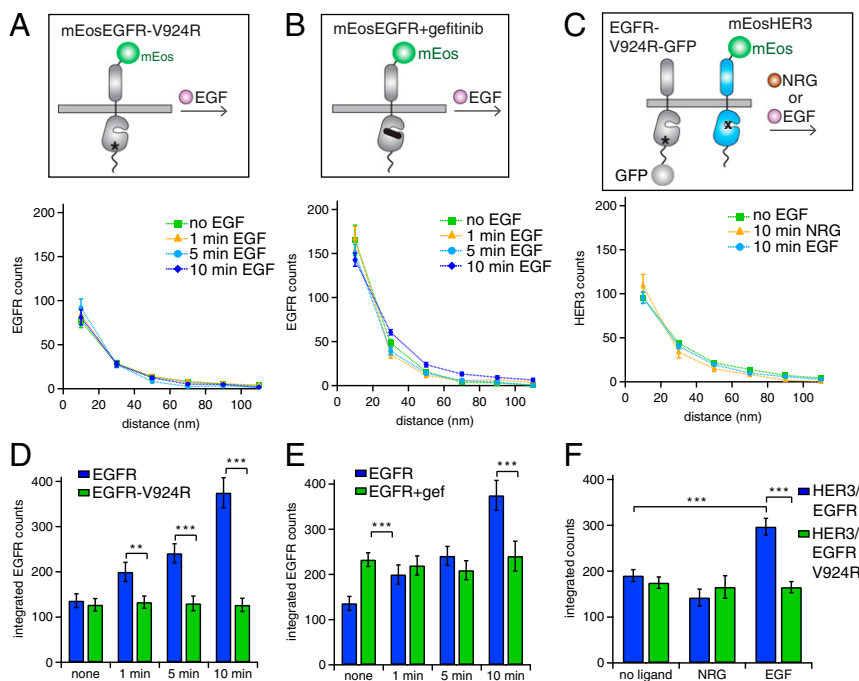 A
mEosEGFR-V924R
mEos
EGF
*
B
mEosEGFR+gefitinib
mEos
EGF
C
EGFR-
V924R-GFP
mEosHER3
mEos
NRG
or
EGF
*
x
GFP
EGFR counts
200
150
100
50
0
no EGF
1 min EGF
5 min EGF
10 min EGF
0 20 40 60 80 100
distance (nm)
EGFR counts
200
150
100
50
0
no EGF
1 min EGF
5 min EGF
10 min EGF
0 20 40 60 80 100
distance (nm)
HER3 counts
200
150
100
50
0
no EGF
10 min NRG
10 min EGF
0 20 40 60 80 100
distance (nm)
D
integrated EGFR counts
400
300
200
100
0
EGFR
EGFR-V924R
**
***
***
none 1 min 5 min 10 min
E
integrated EGFR counts
400
300
200
100
0
EGFR
EGFR+gef
***
***
none 1 min 5 min 10 min
F
integrated counts
400
300
200
100
0
***
***
HER3/
EGFR
HER3/
EGFR
V924R
no ligand NRG EGF